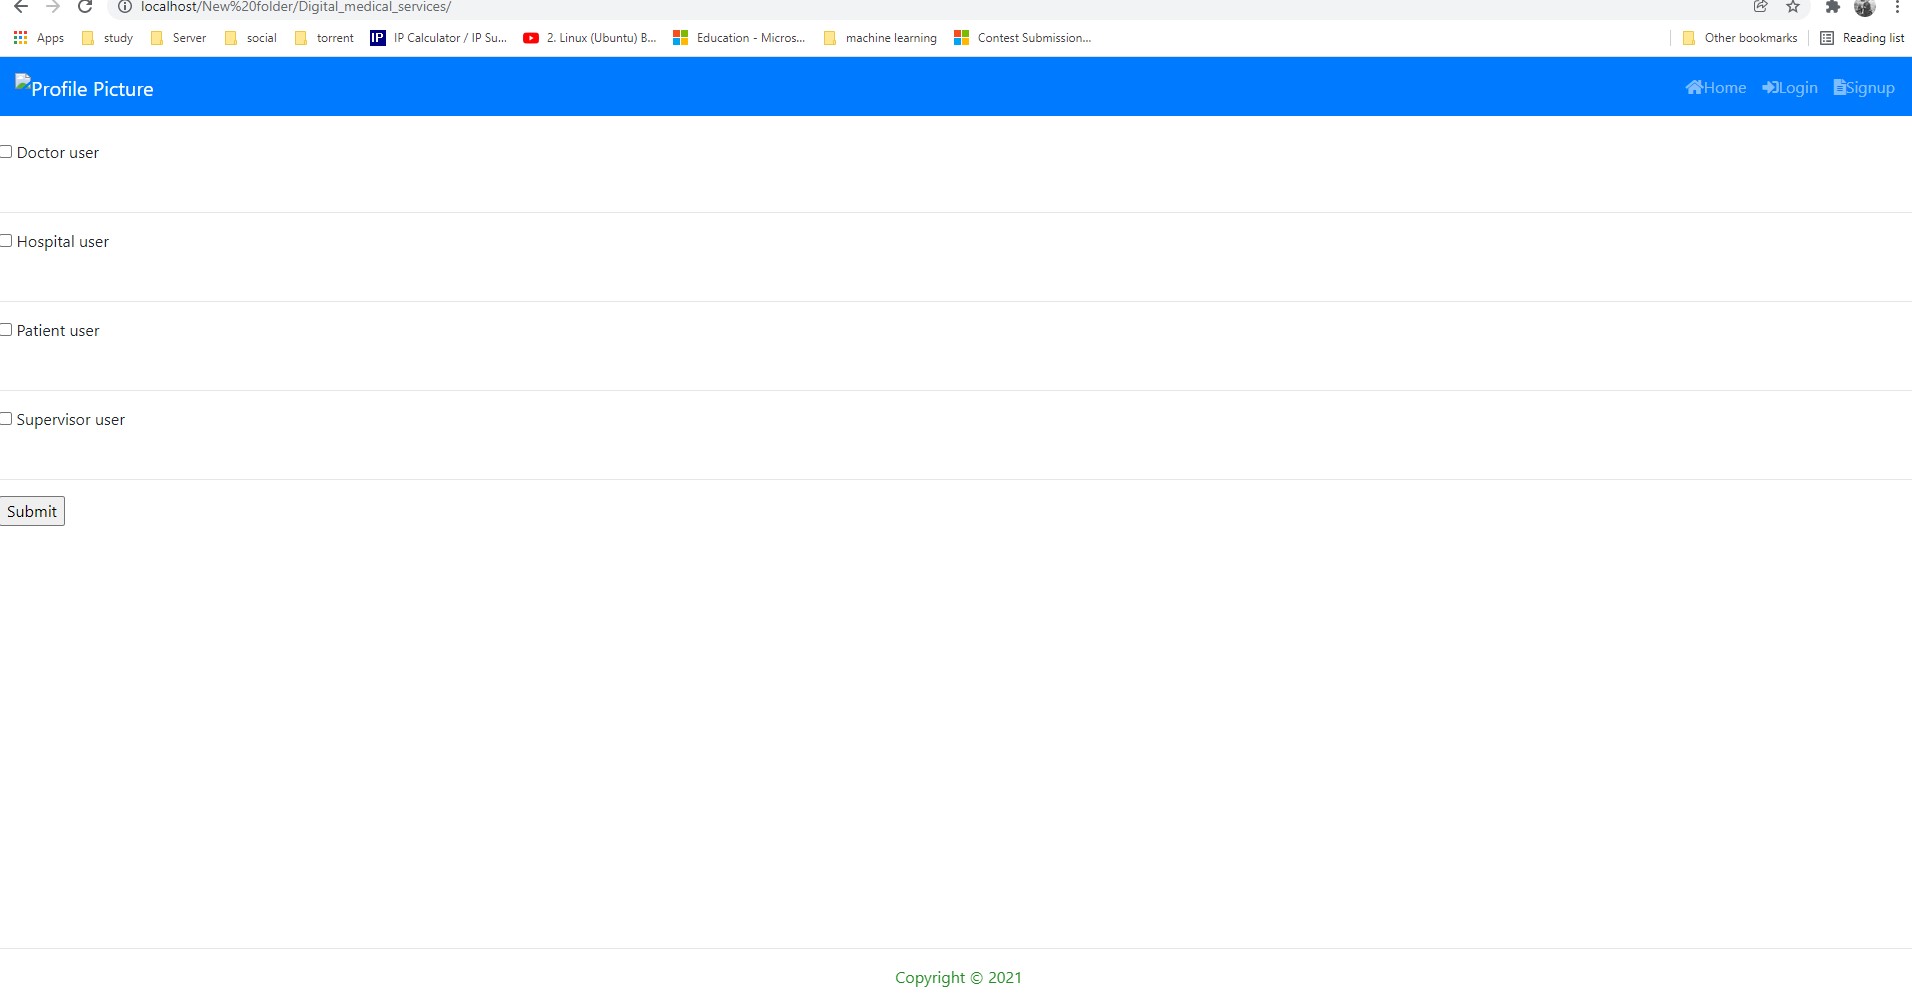 localhost/New%20folder/Digital_medical_services/
Apps study Server social torrent IP IP Calculator / IP Su... 2. Linux (Ubuntu) B... Education - Micros... machine learning Contest Submission... Other bookmarks Reading list
Profile Picture Home Login Signup
Doctor user
Hospital user
Patient user
Supervisor user
Submit
Copyright © 2021